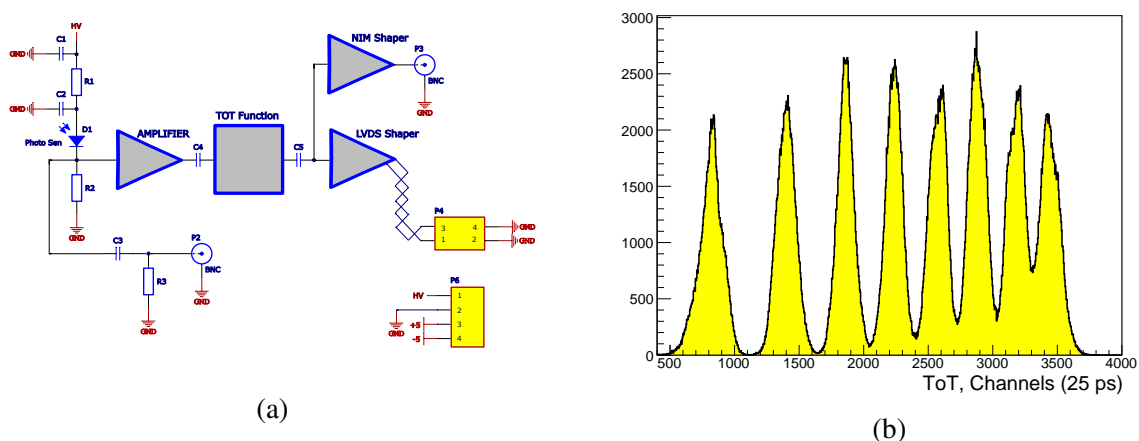 HV
C1
GND
R1
C2
GND
D1
Photo Sen
R2
GND
AMPLIFIER
C4
TOT Function
C5
NIM Shaper
P3
BNC
GND
LVDS Shaper
P4
3 4
1 2
GND
GND
C3
P2
BNC
R3
GND
GND
P6
HV 1
2
GND
+5 3
-5 4
(a)
3000
2500
2000
1500
1000
500
0
500 1000 1500 2000 2500 3000 3500 4000
ToT, Channels (25 ps)
(b)